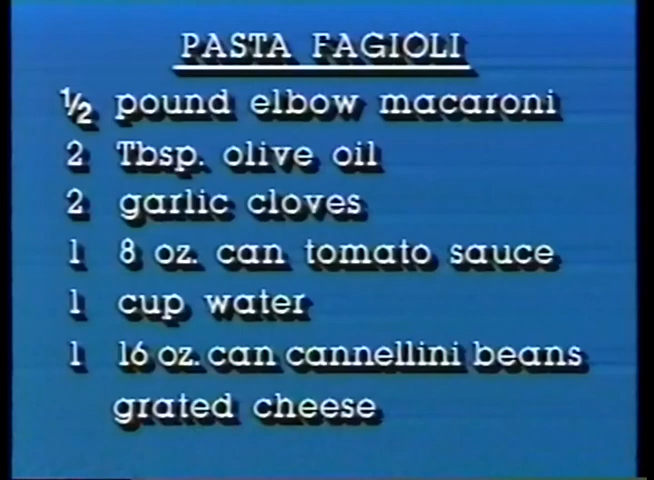 PASTA FAGIOLI
½ pound elbow macaroni
2 Tbsp. olive oil
2 garlic cloves
1 8 oz. can tomato sauce
1 cup water
1 16 oz. can cannellini beans
grated cheese